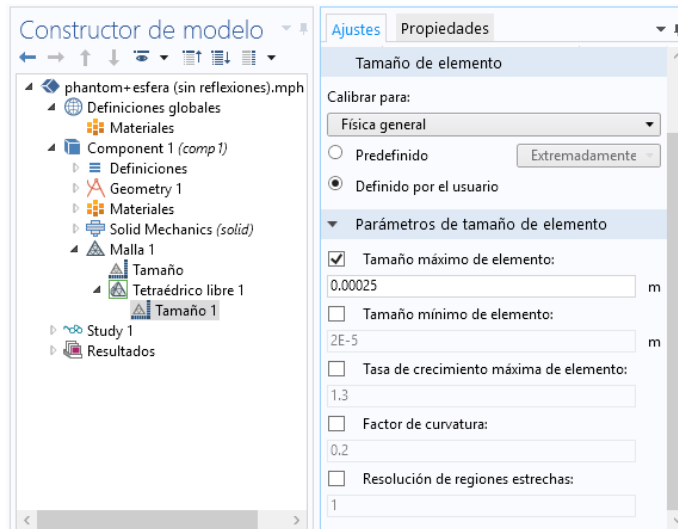 Constructor de modelo
phantom+esfera (sin reflexiones).mph
Definiciones globales
Materiales
Component 1 (comp1)
Definiciones
Geometry 1
Materiales
Solid Mechanics (solid)
Malla 1
Tamaño
Tetraédrico libre 1
Tamaño 1
Study 1
Resultados
Ajustes Propiedades
Tamaño de elemento
Calibrar para:
Física general
Predefinido Extremadamente
Definido por el usuario
Parámetros de tamaño de elemento
Tamaño máximo de elemento:
0.00025 m
Tamaño mínimo de elemento:
2E-5 m
Tasa de crecimiento máxima de elemento:
1.3
Factor de curvatura:
0.2
Resolución de regiones estrechas:
1